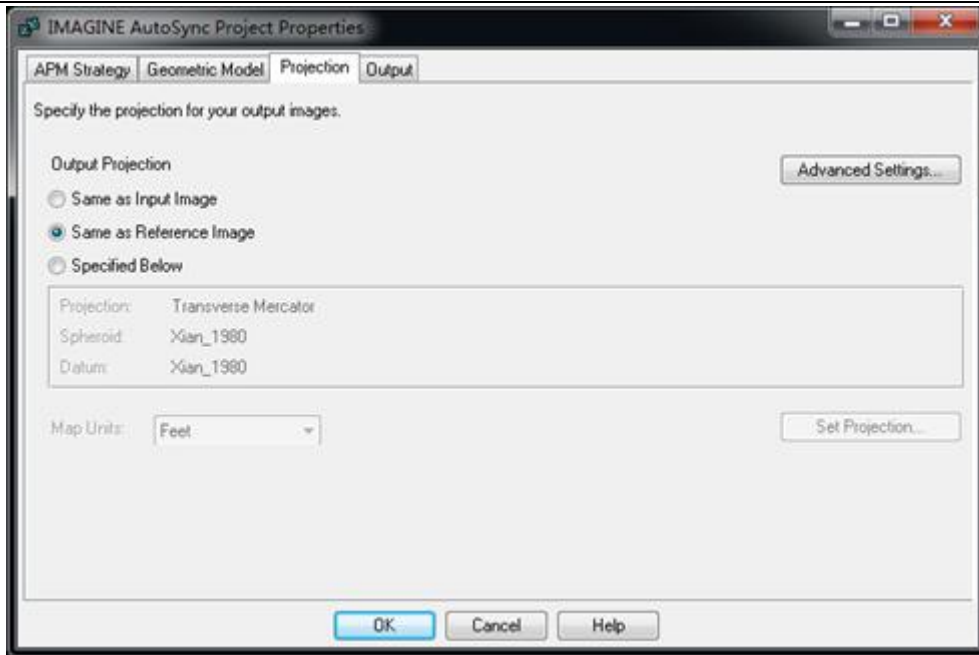 IMAGINE AutoSync Project Properties
APM Strategy Geometric Model Projection Output
Specify the projection for your output images.
Output Projection
Advanced Settings...
Same as Input Image
Same as Reference Image
Specified Below
Projection: Transverse Mercator
Spheroid: Xian_1980
Datum: Xian_1980
Map Units: Feet
Set Projection...
OK Cancel Help